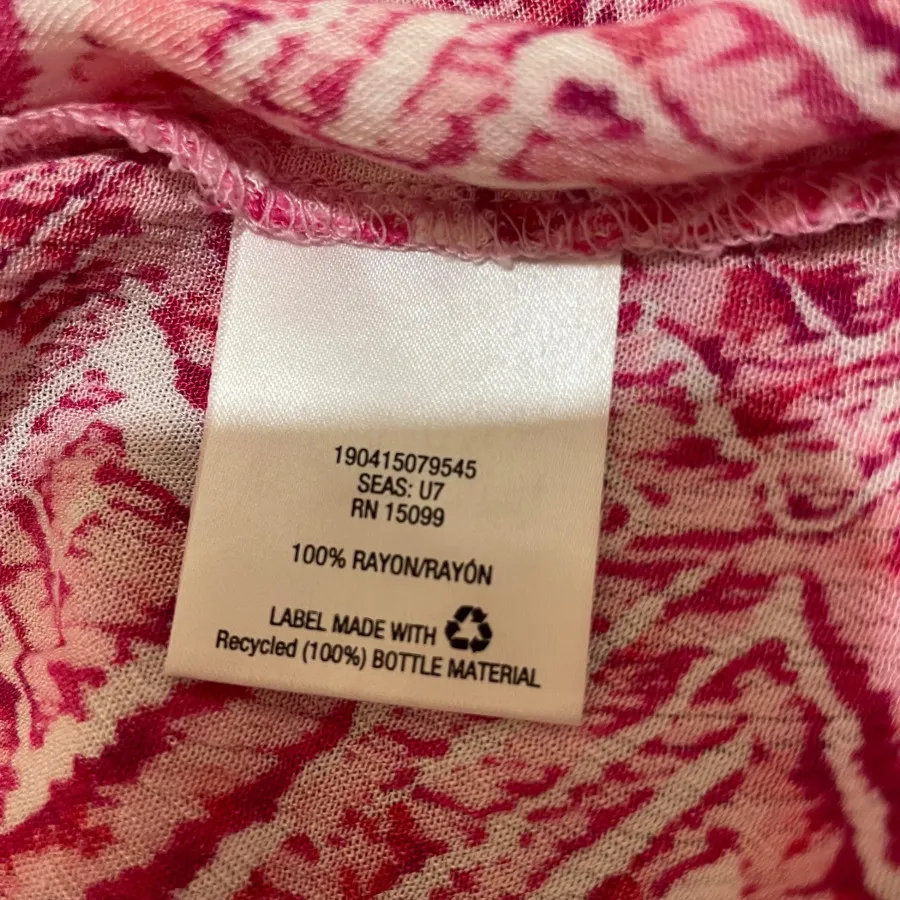 190415079545
SEAS: U7
RN 15099
100% RAYON/RAYÓN
LABEL MADE WITH
Recycled (100%) BOTTLE MATERIAL